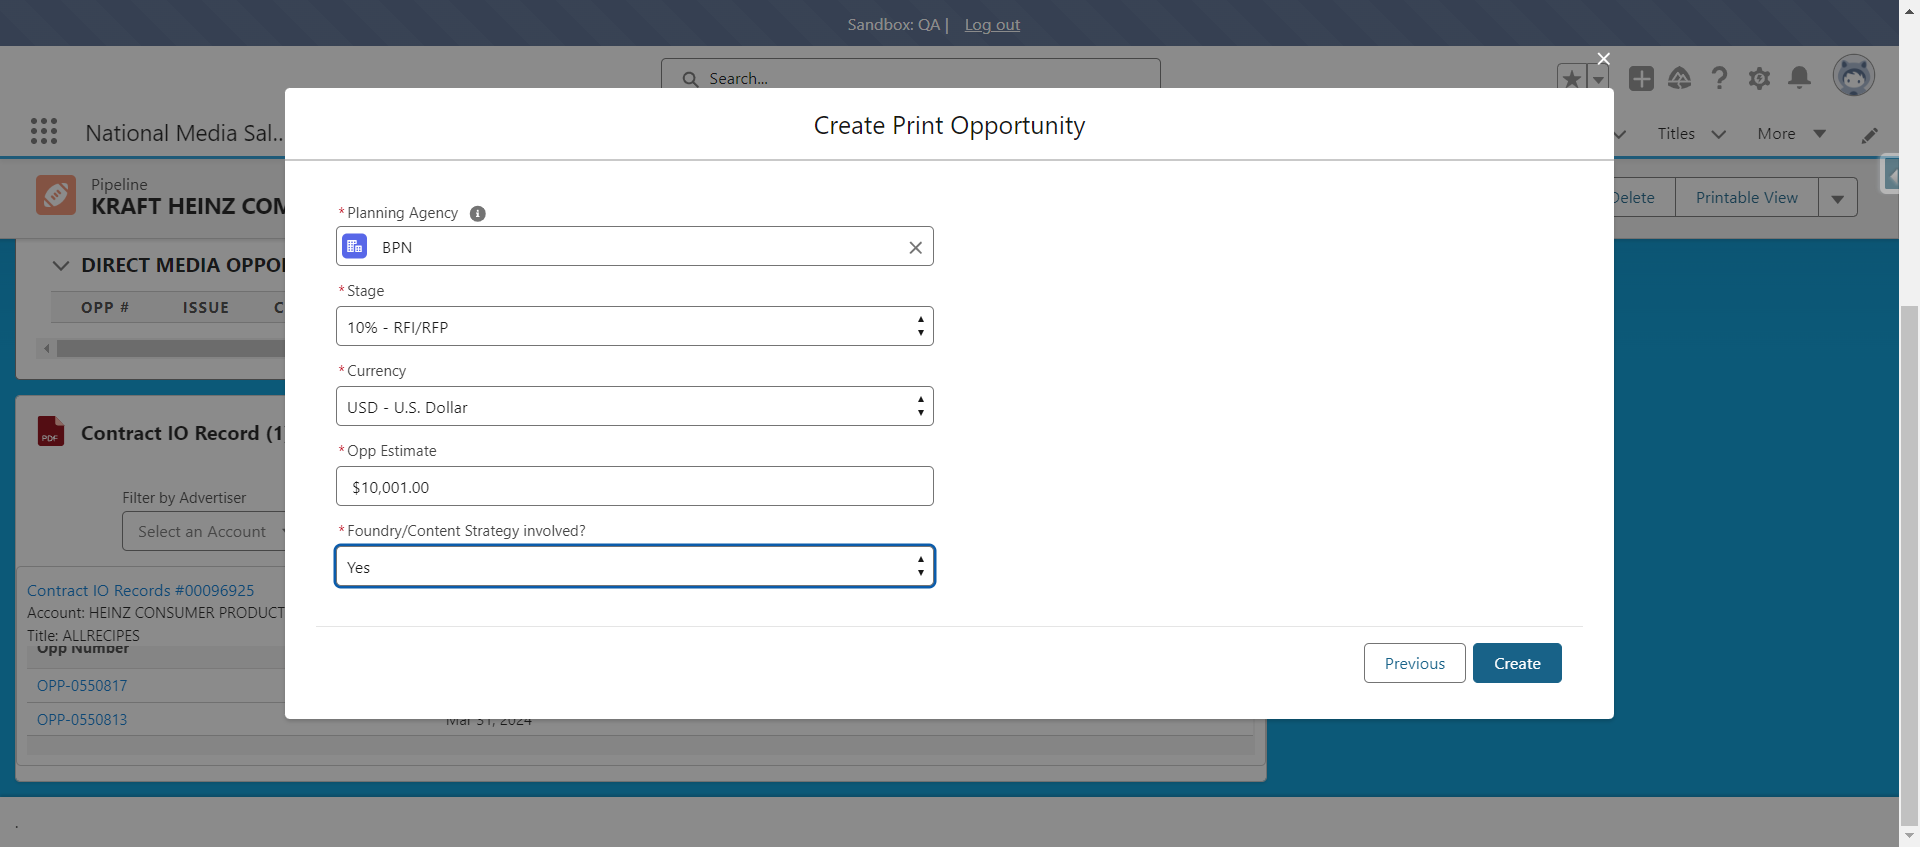 Sandbox: QA | Log out
Search...
National Media Sal...
Titles
More
Pipeline
KRAFT HEINZ COM
Delete
Printable View
DIRECT MEDIA OPPO
OPP #
ISSUE
C
PDF
Contract IO Record (1
Filter by Advertiser
Select an Account
Contract IO Records #00096925
Account: HEINZ CONSUMER PRODUCT
Title: ALLRECIPES
Opp Number
OPP-0550817
OPP-0550813
Mar 31, 2024
.
Create Print Opportunity
*Planning Agency
BPN
*Stage
10% - RFI/RFP
*Currency
USD - U.S. Dollar
*Opp Estimate
$10,001.00
*Foundry/Content Strategy involved?
Yes
Previous
Create